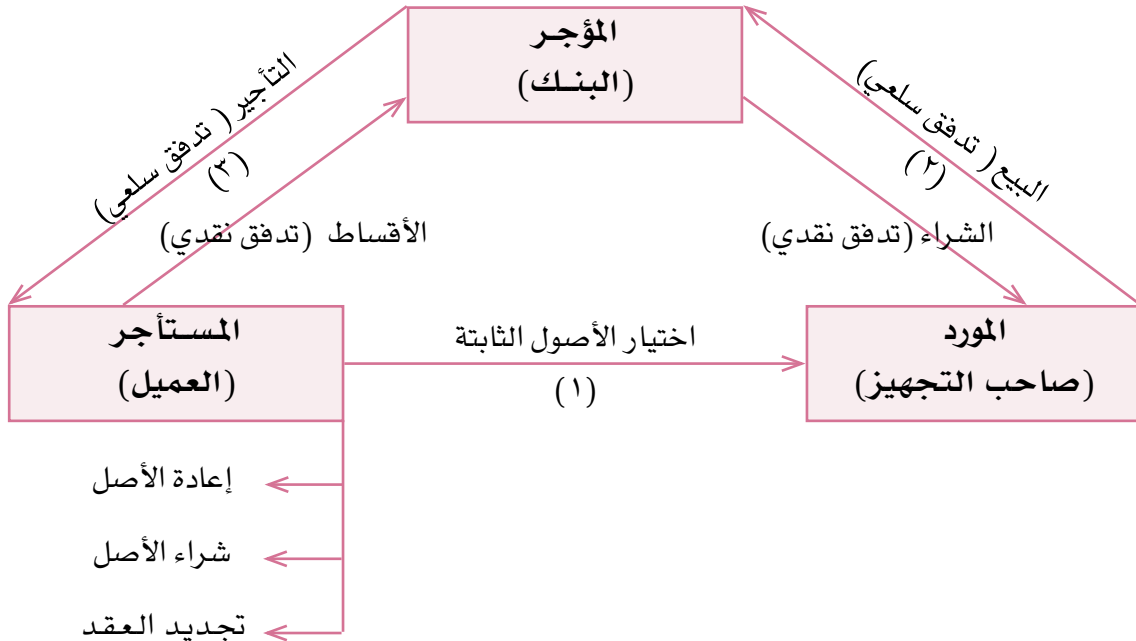 المؤجر
(البنك)
التأجير ( تدفق سلعي)
(٣)
البيع ( تدفق سلعي)
(٢)
الأقساط (تدفق نقدي)
الشراء (تدفق نقدي)
المستأجر
(العميل)
اختيار الأصول الثابتة
(١)
المورد
(صاحب التجهيز)
إعادة الأصل
شراء الأصل
تجديد العقد